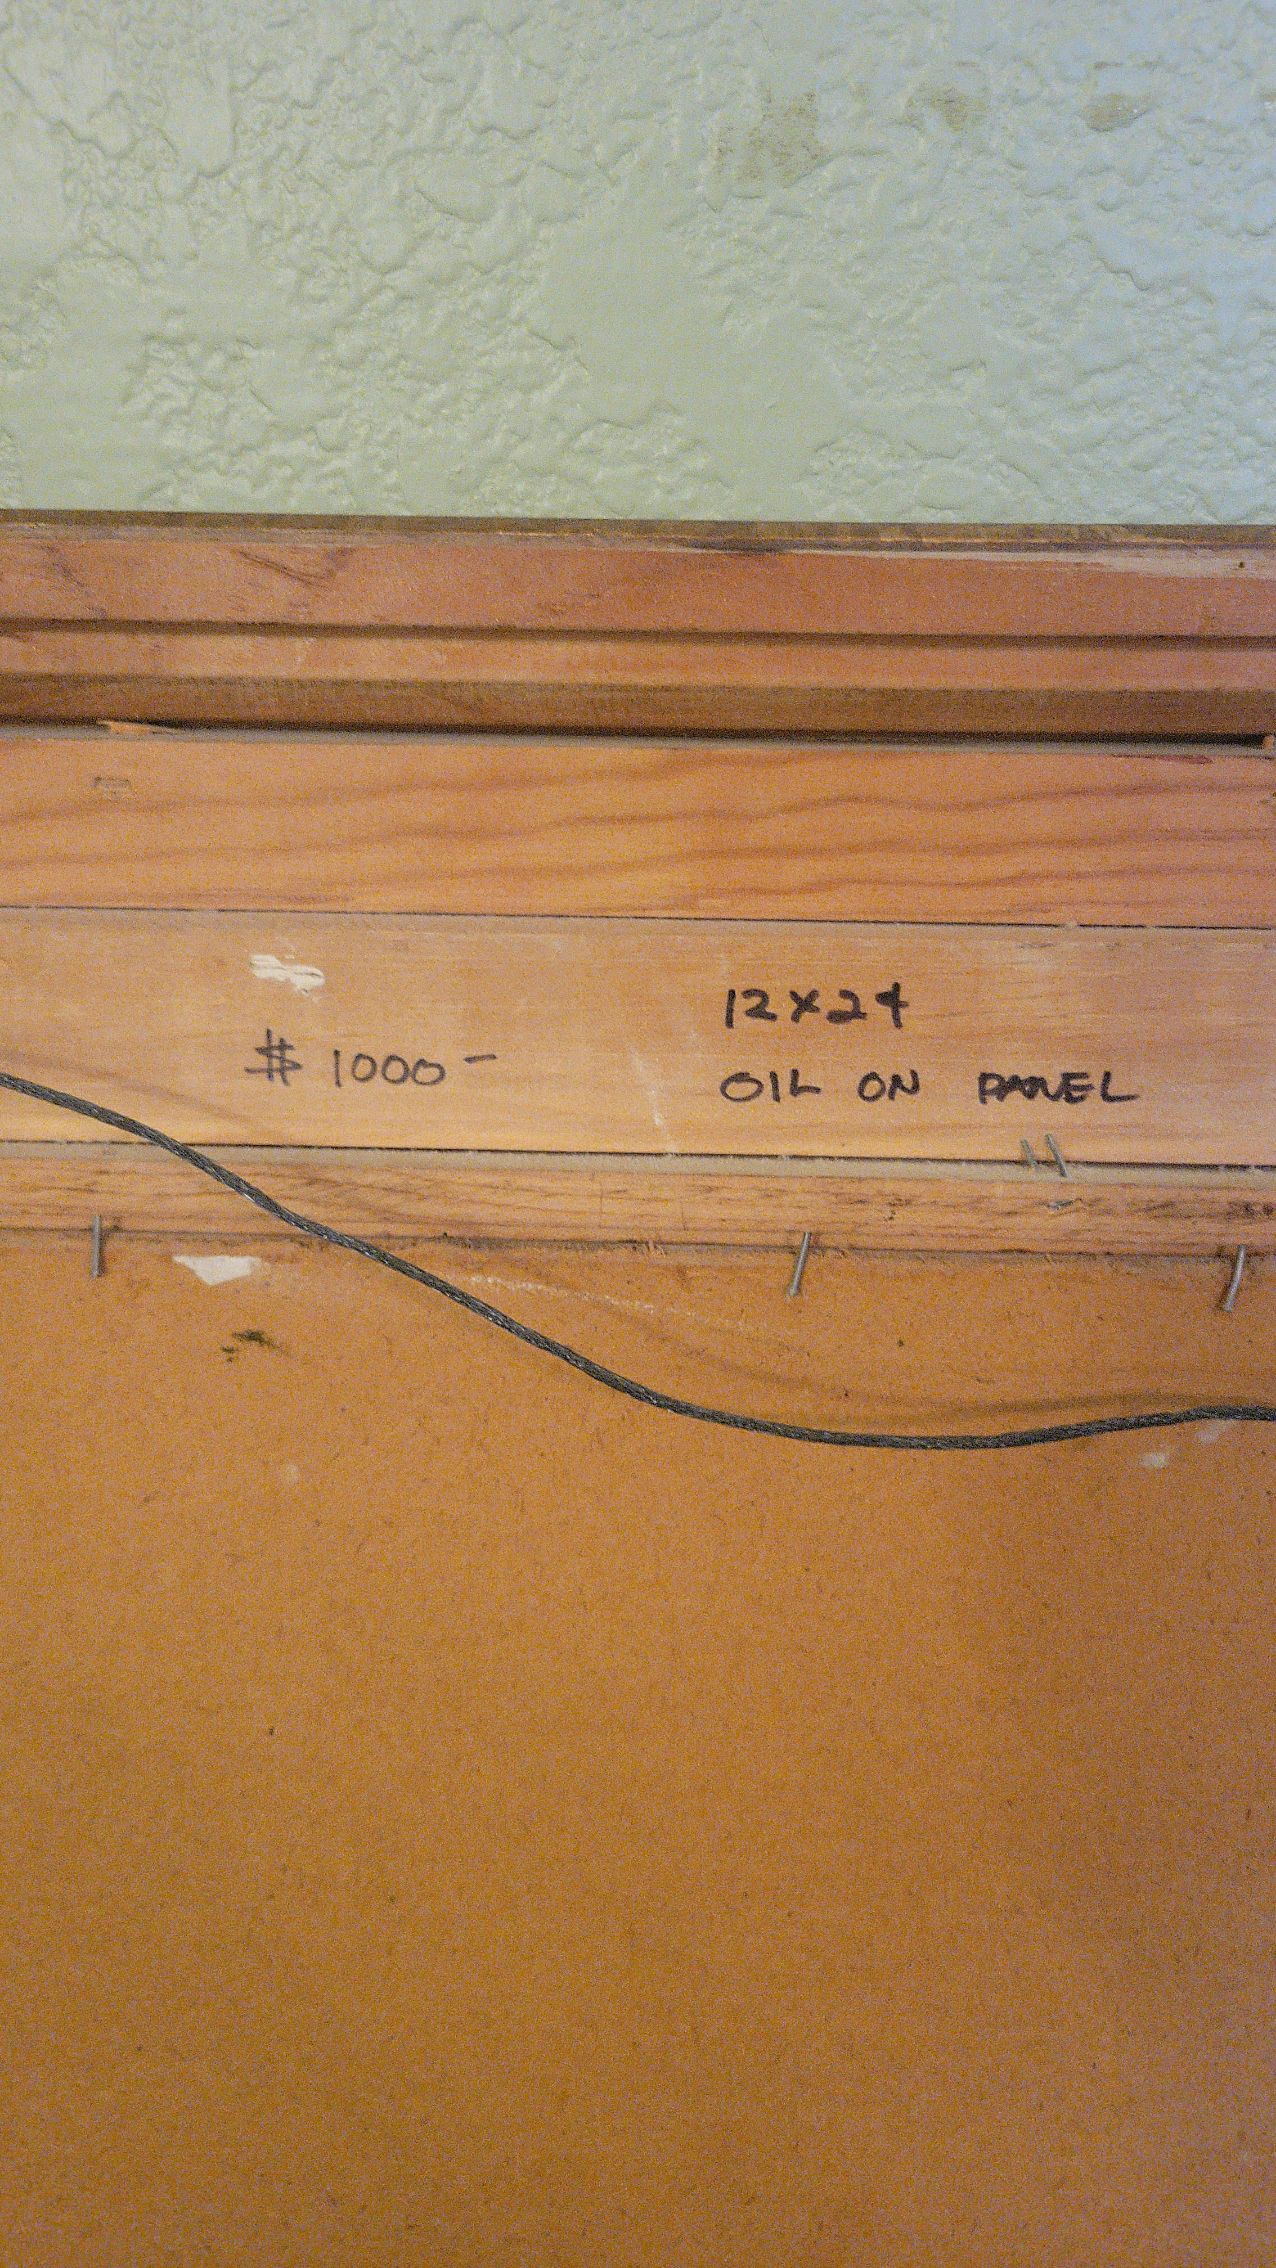 $ 1000-
12x24
OIL ON PANEL